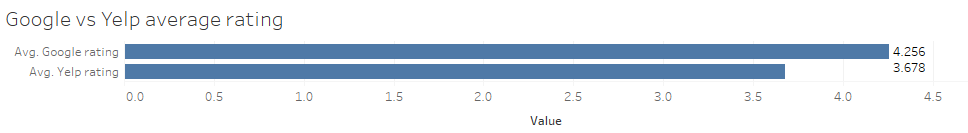 Google vs Yelp average rating
Avg. Google rating 4.256
Avg. Yelp rating 3.678
0.0 0.5 1.0 1.5 2.0 2.5 3.0 3.5 4.0 4.5
Value